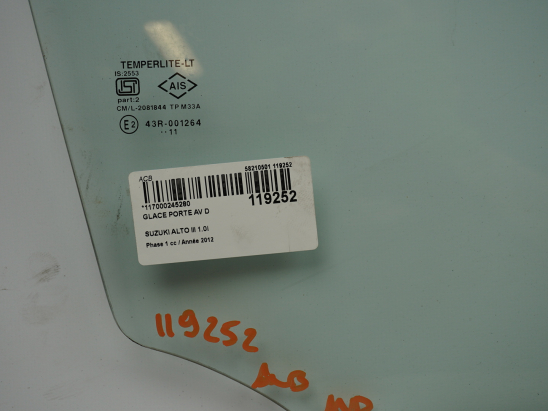 TEMPERLITE-LT
IS:2553
AIS
part:2
CM/L-2081844 TP M33A
E2 43R-001264
··11
58210501 119252
ACB
*117000245280
119252
GLACE PORTE AV D
SUZUKI ALTO III 1.0i
Phase 1 cc / Année 2012
119252